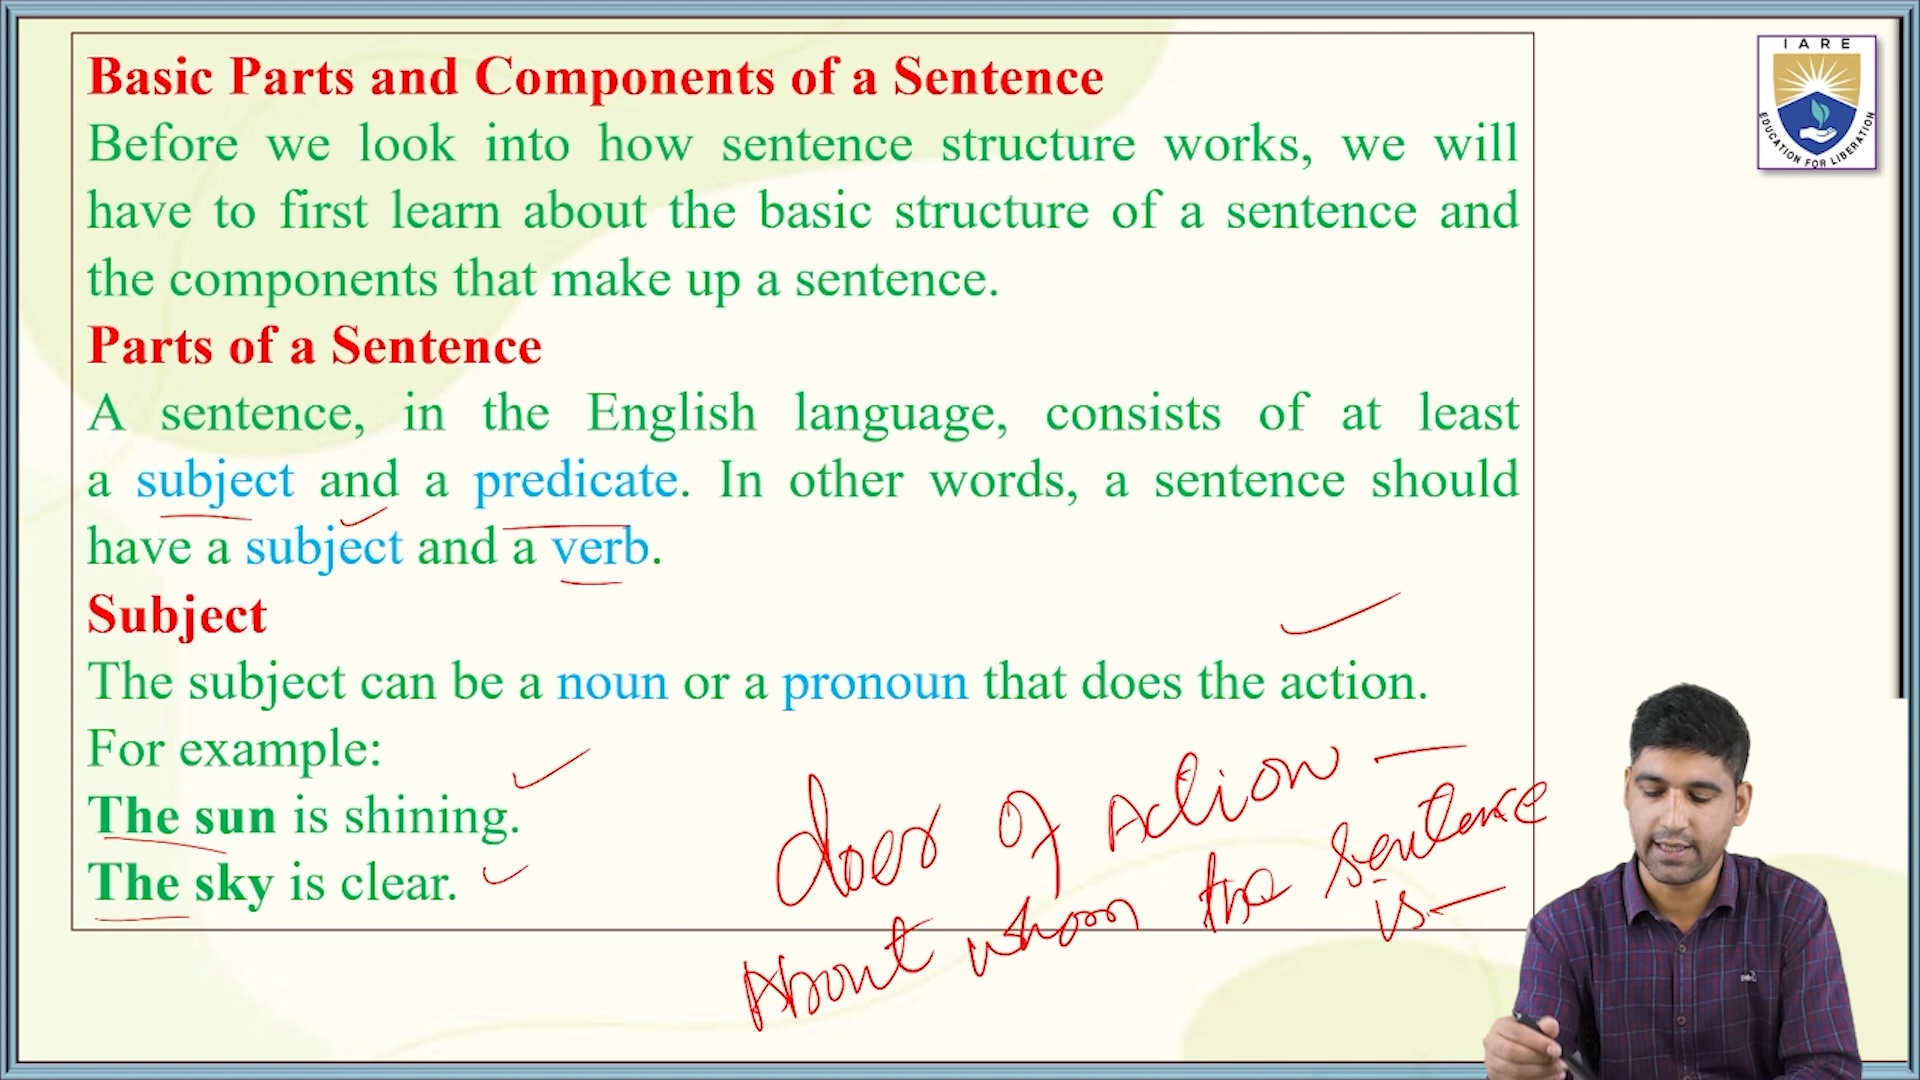 Basic Parts and Components of a Sentence
Before we look into how sentence structure works, we will
have to first learn about the basic structure of a sentence and
the components that make up a sentence.
Parts of a Sentence
A sentence, in the English language, consists of at least
a subject and a predicate. In other words, a sentence should
have a subject and a verb.
Subject
The subject can be a noun or a pronoun that does the action.
For example:
The sun is shining.
The sky is clear.
doer of Action —
About whom the sentence
is —
IARE
EDUCATION FOR LIBERATION